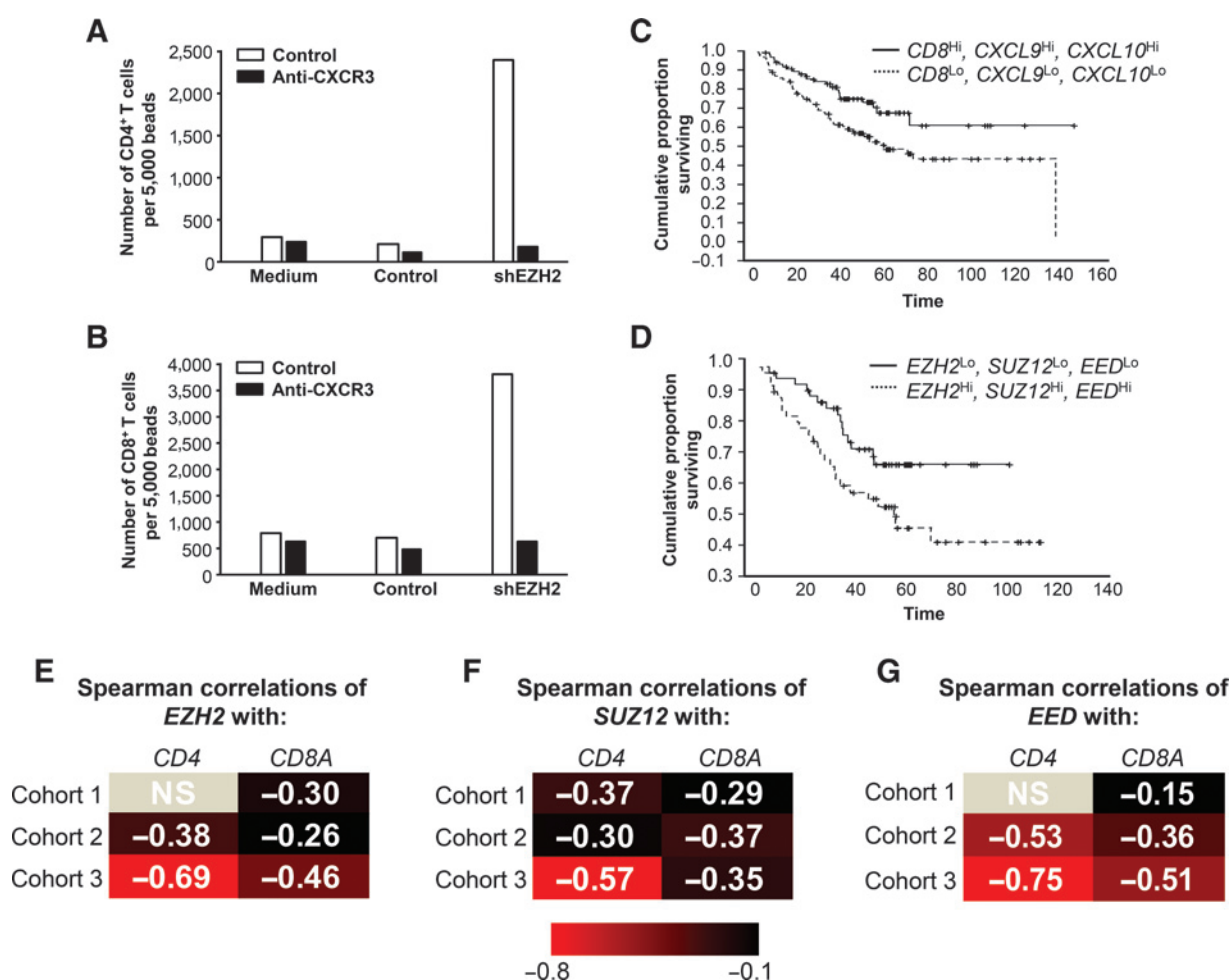 A
Number of CD4+ T cells
per 5,000 beads
2,500
2,000
1,500
1,000
500
0
Control
Anti-CXCR3
Medium
Control
shEZH2
B
Number of CD8+ T cells
per 5,000 beads
4,000
3,500
3,000
2,500
2,000
1,500
1,000
500
0
Control
Anti-CXCR3
Medium
Control
shEZH2
C
Cumulative proportion
surviving
1.0
0.9
0.8
0.7
0.6
0.5
0.4
0.3
0.2
0.1
0.0
−0.1
CD8Hi, CXCL9Hi, CXCL10Hi
CD8Lo, CXCL9Lo, CXCL10Lo
0 20 40 60 80 100 120 140 160
Time
D
Cumulative proportion
surviving
1.0
0.9
0.8
0.7
0.6
0.5
0.4
0.3
EZH2Lo, SUZ12Lo, EEDLo
EZH2Hi, SUZ12Hi, EEDHi
0 20 40 60 80 100 120 140
Time
E
Spearman correlations of
EZH2 with:
CD4 CD8A
Cohort 1 NS −0.30
Cohort 2 −0.38 −0.26
Cohort 3 −0.69 −0.46
F
Spearman correlations of
SUZ12 with:
CD4 CD8A
Cohort 1 −0.37 −0.29
Cohort 2 −0.30 −0.37
Cohort 3 −0.57 −0.35
G
Spearman correlations of
EED with:
CD4 CD8A
Cohort 1 NS −0.15
Cohort 2 −0.53 −0.36
Cohort 3 −0.75 −0.51
−0.8 −0.1